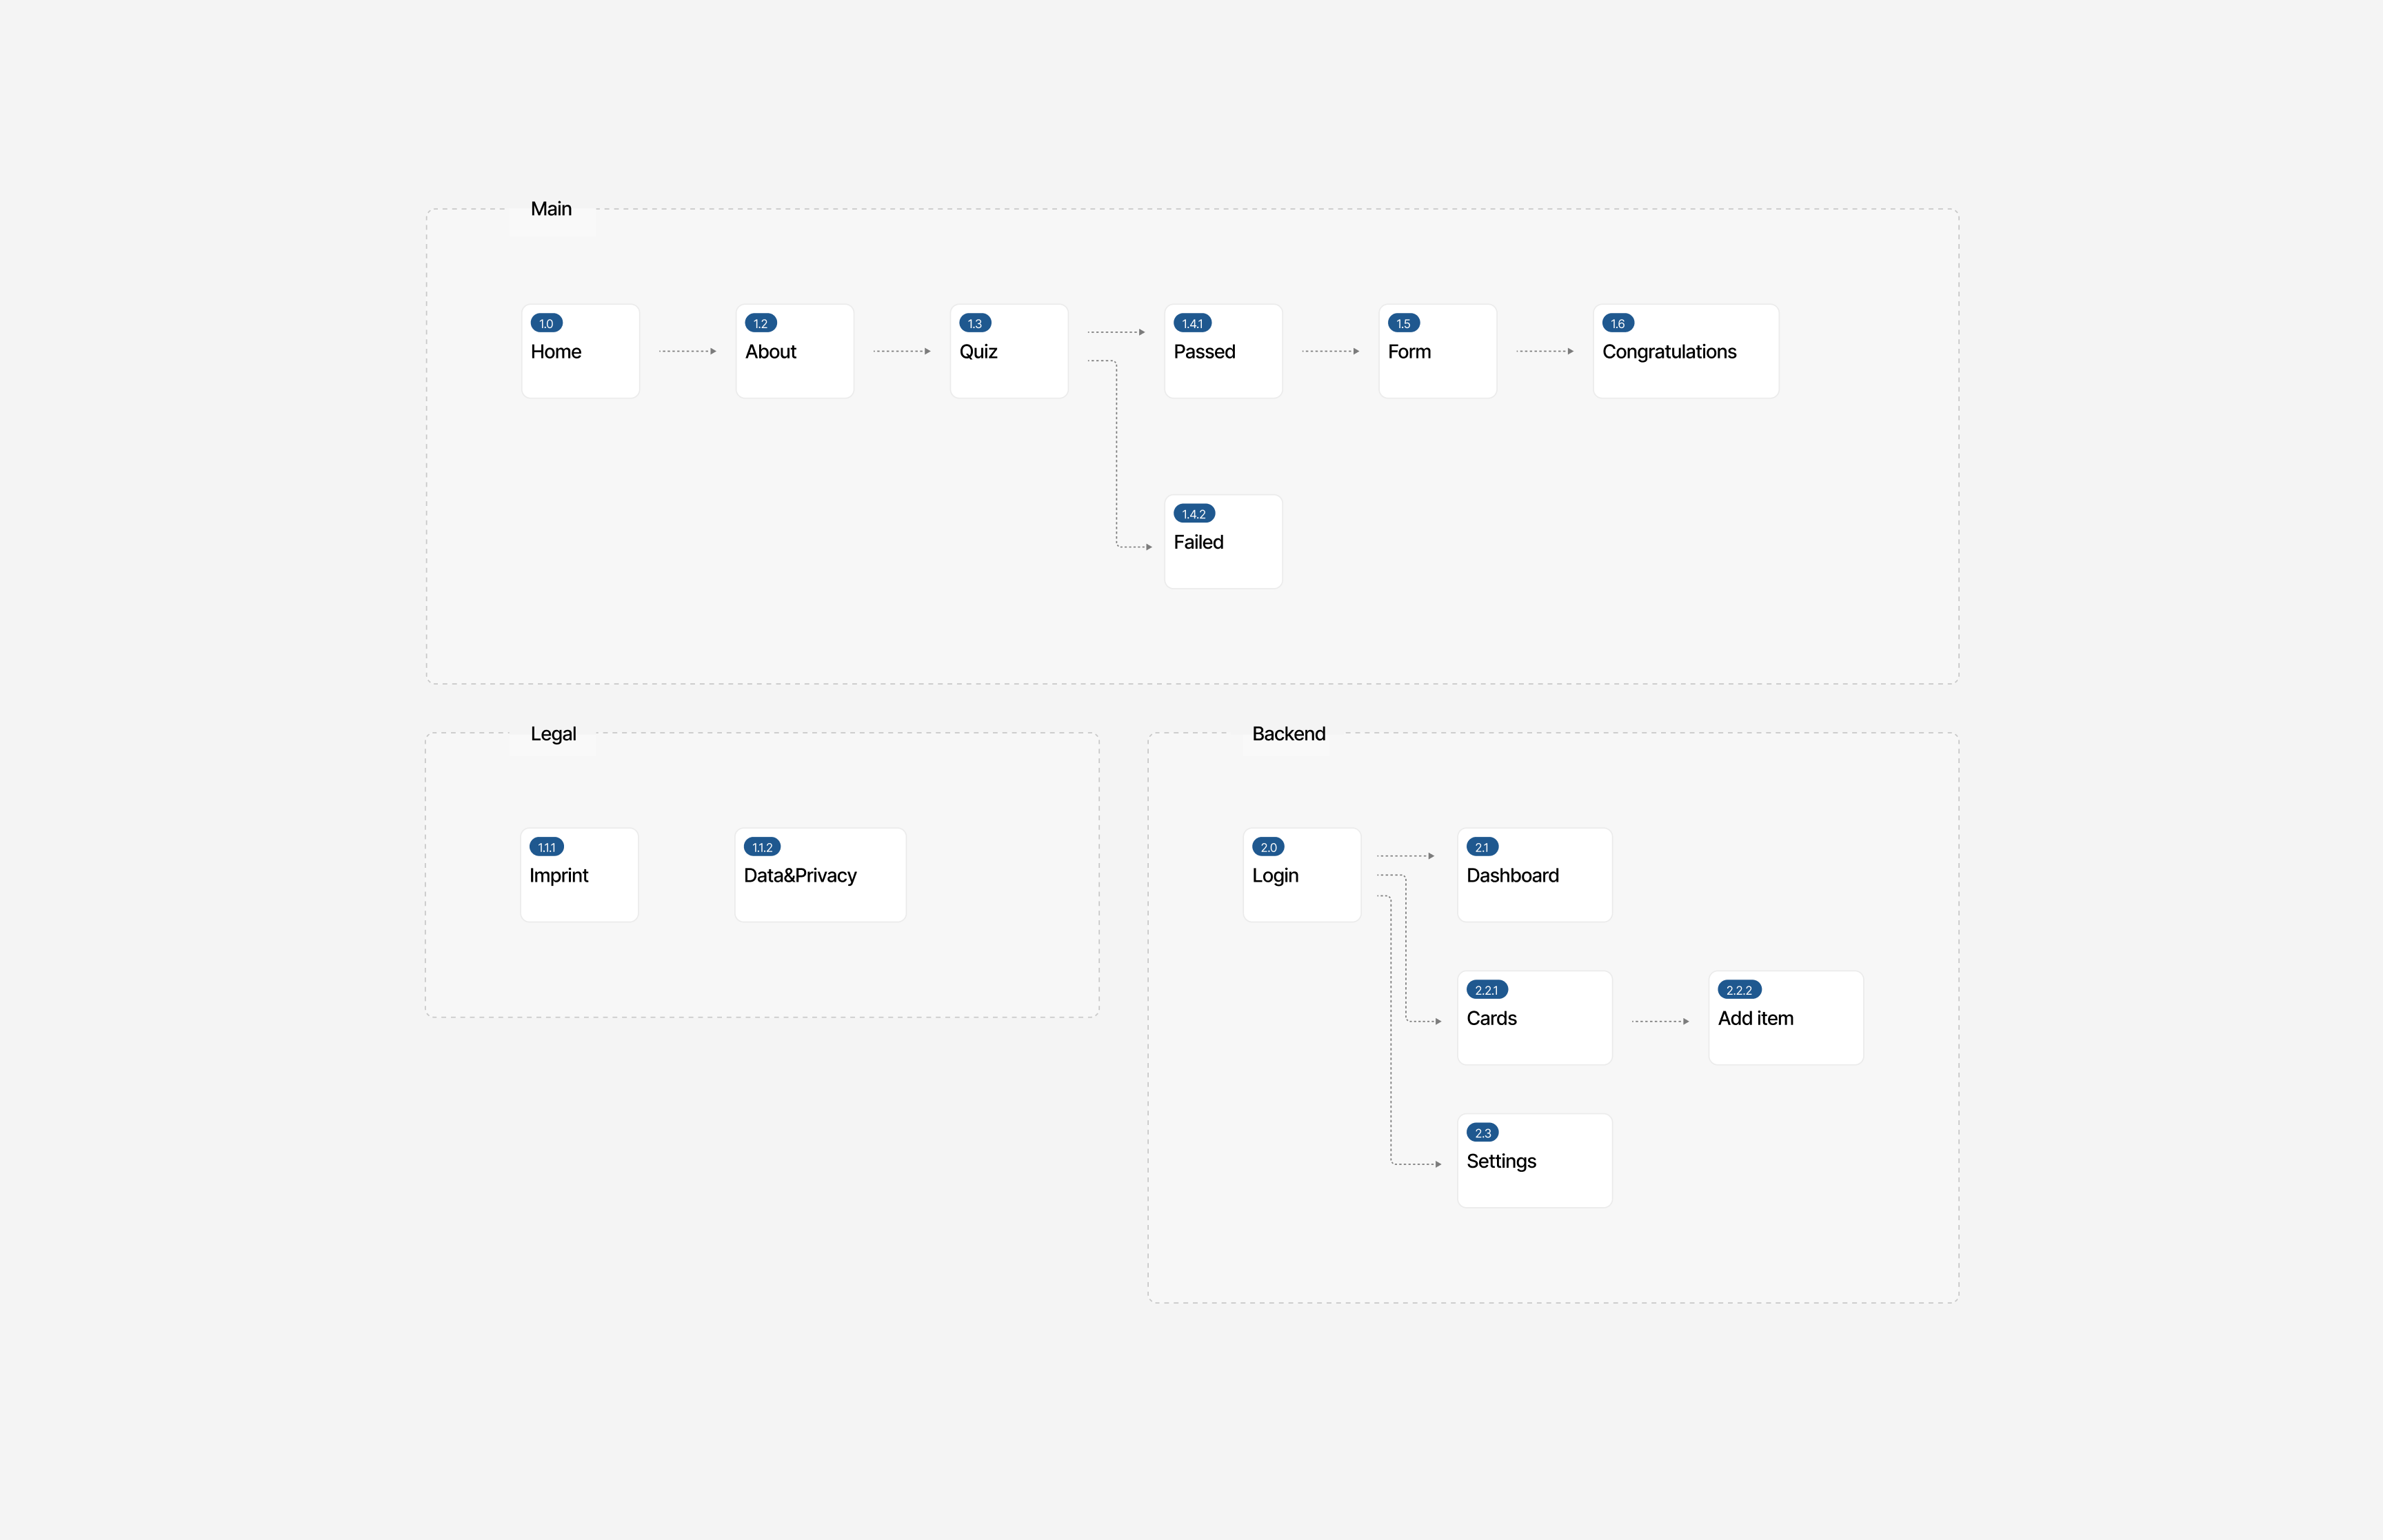 Main
1.0
Home
1.2
About
1.3
Quiz
1.4.1
Passed
1.5
Form
1.6
Congratulations
1.4.2
Failed
Legal
1.1.1
Imprint
1.1.2
Data&Privacy
Backend
2.0
Login
2.1
Dashboard
2.2.1
Cards
2.2.2
Add item
2.3
Settings